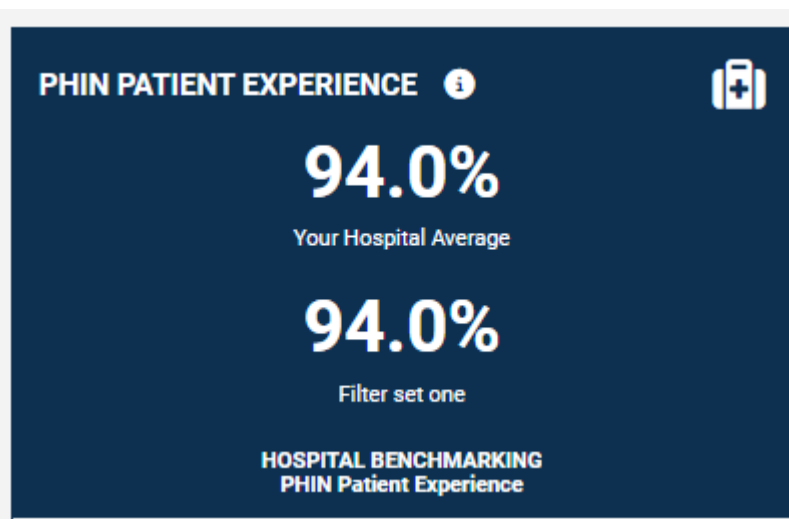 PHIN PATIENT EXPERIENCE
94.0%
Your Hospital Average
94.0%
Filter set one
HOSPITAL BENCHMARKING
PHIN Patient Experience